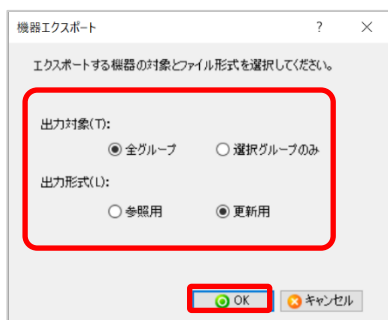 機器エクスポート ? ×
エクスポートする機器の対象とファイル形式を選択してください。
出力対象(T):
全グループ 選択グループのみ
出力形式(L):
参照用 更新用
OK キャンセル